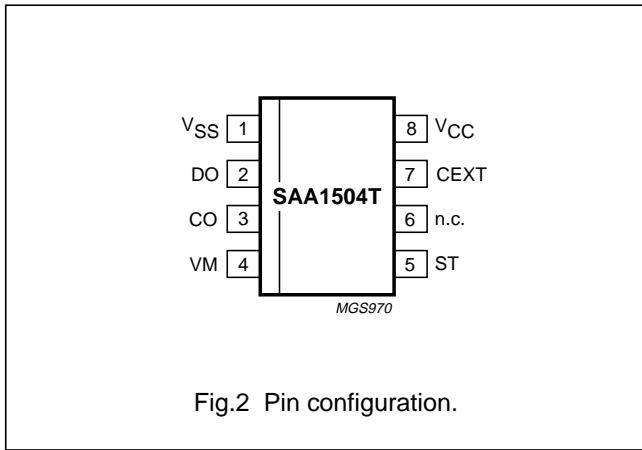 VSS 1 8 VCC
DO 2 7 CEXT
SAA1504T
CO 3 6 n.c.
VM 4 5 ST
MGS970
Fig.2 Pin configuration.